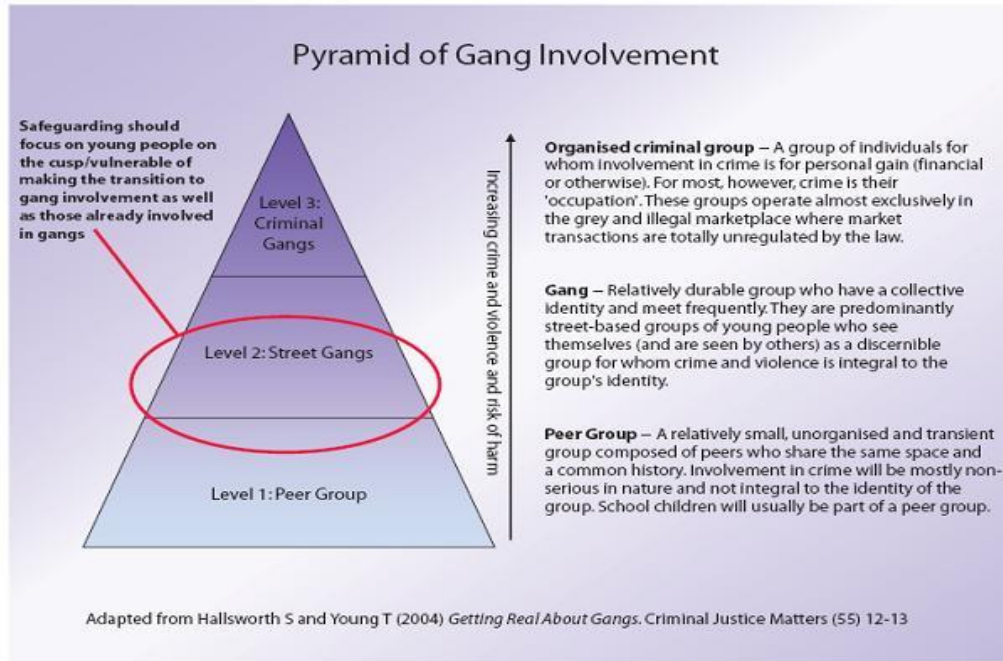 Pyramid of Gang Involvement
Safeguarding should
focus on young people on
the cusp/vulnerable of
making the transition to
gang involvement as well
as those already involved
in gangs
Level 3:
Criminal
Gangs
Level 2: Street Gangs
Level 1: Peer Group
Increasing crime and violence and risk of harm
Organised criminal group – A group of individuals for
whom involvement in crime is for personal gain (financial
or otherwise). For most, however, crime is their
'occupation'. These groups operate almost exclusively in
the grey and illegal marketplace where market
transactions are totally unregulated by the law.
Gang – Relatively durable group who have a collective
identity and meet frequently. They are predominantly
street-based groups of young people who see
themselves (and are seen by others) as a discernible
group for whom crime and violence is integral to the
group's identity.
Peer Group – A relatively small, unorganised and transient
group composed of peers who share the same space and
a common history. Involvement in crime will be mostly non-
serious in nature and not integral to the identity of the
group. School children will usually be part of a peer group.
Adapted from Hallsworth S and Young T (2004) Getting Real About Gangs. Criminal Justice Matters (55) 12-13